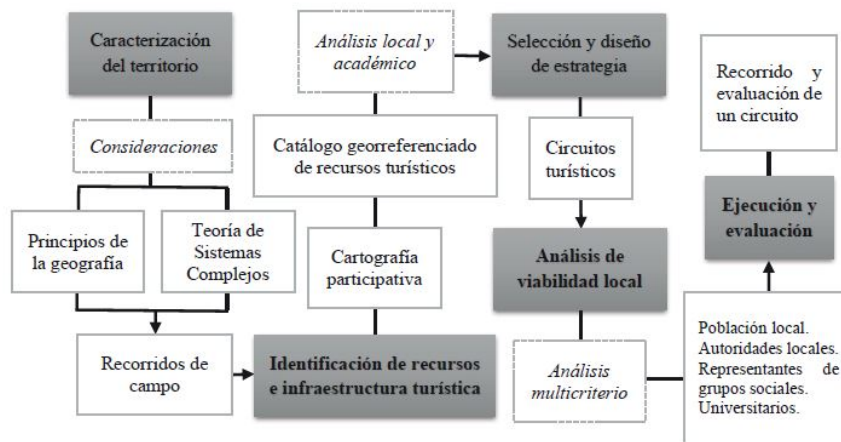 Caracterización
del territorio
Consideraciones
Principios de
la geografía
Teoría de
Sistemas
Complejos
Recorridos de
campo
Identificación de recursos
e infraestructura turística
Cartografía
participativa
Catálogo georreferenciado
de recursos turísticos
Análisis local y
académico
Selección y diseño
de estrategia
Circuitos
turísticos
Análisis de
viabilidad local
Análisis
multicriterio
Población local.
Autoridades locales.
Representantes de
grupos sociales.
Universitarios.
Ejecución y
evaluación
Recorrido y
evaluación de
un circuito